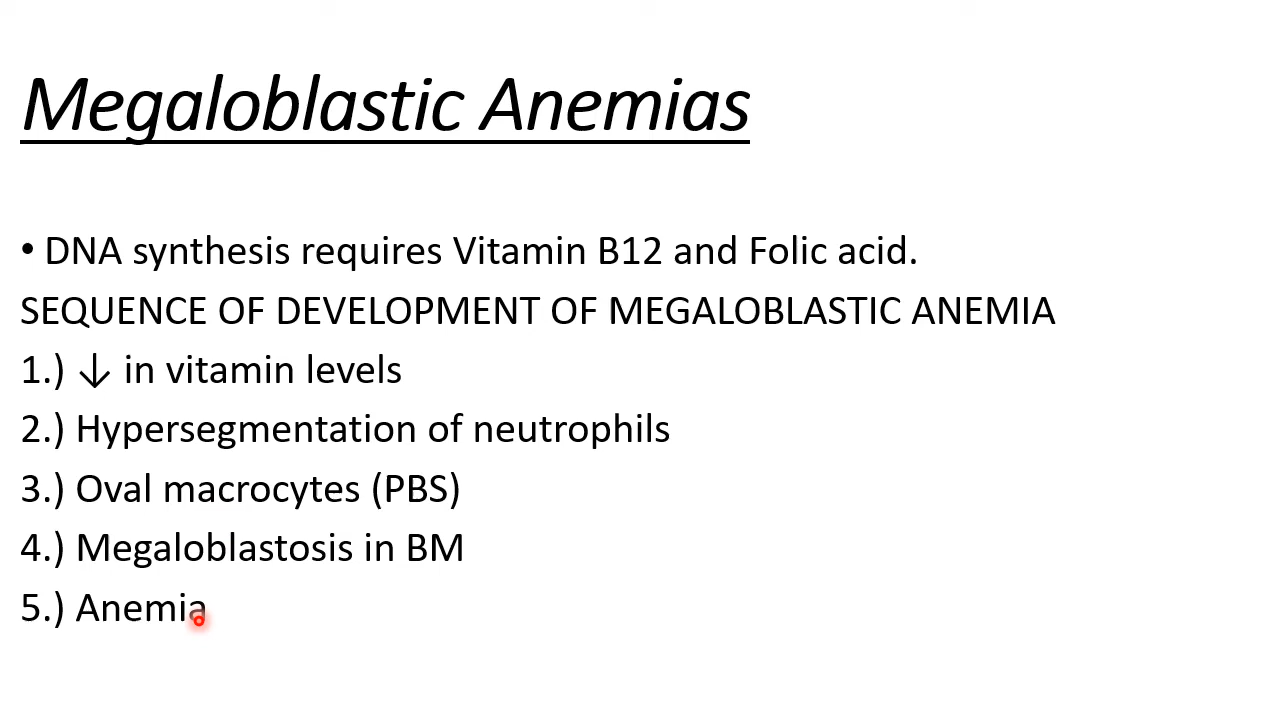 Megaloblastic Anemias
• DNA synthesis requires Vitamin B12 and Folic acid.
SEQUENCE OF DEVELOPMENT OF MEGALOBLASTIC ANEMIA
1.) ↓ in vitamin levels
2.) Hypersegmentation of neutrophils
3.) Oval macrocytes (PBS)
4.) Megaloblastosis in BM
5.) Anemia